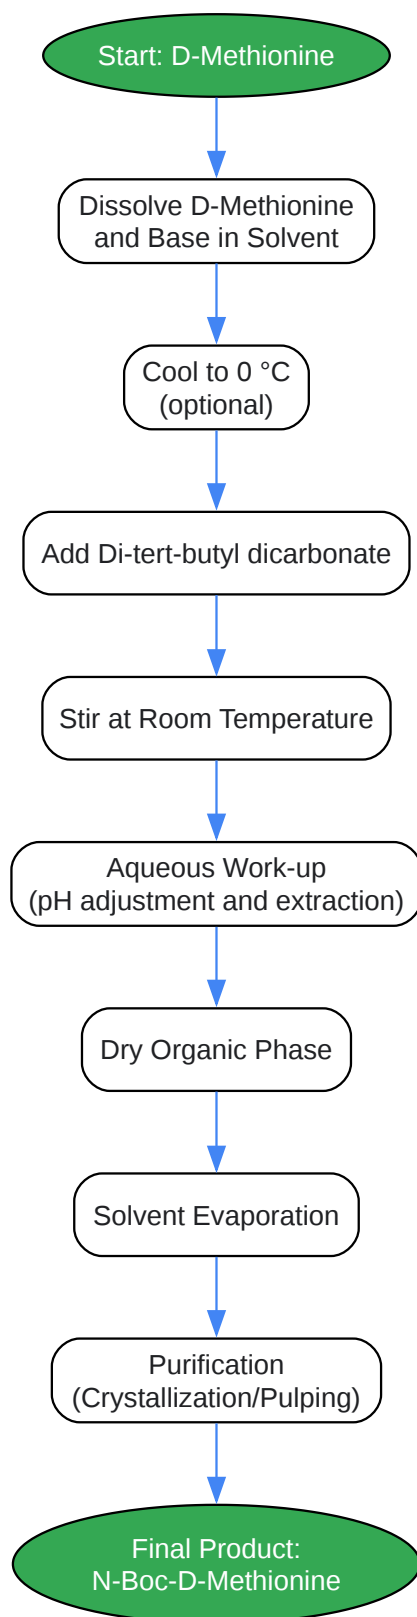 Start: D-Methionine
Dissolve D-Methionine
and Base in Solvent
Cool to 0 °C
(optional)
Add Di-tert-butyl dicarbonate
Stir at Room Temperature
Aqueous Work-up
(pH adjustment and extraction)
Dry Organic Phase
Solvent Evaporation
Purification
(Crystallization/Pulping)
Final Product:
N-Boc-D-Methionine